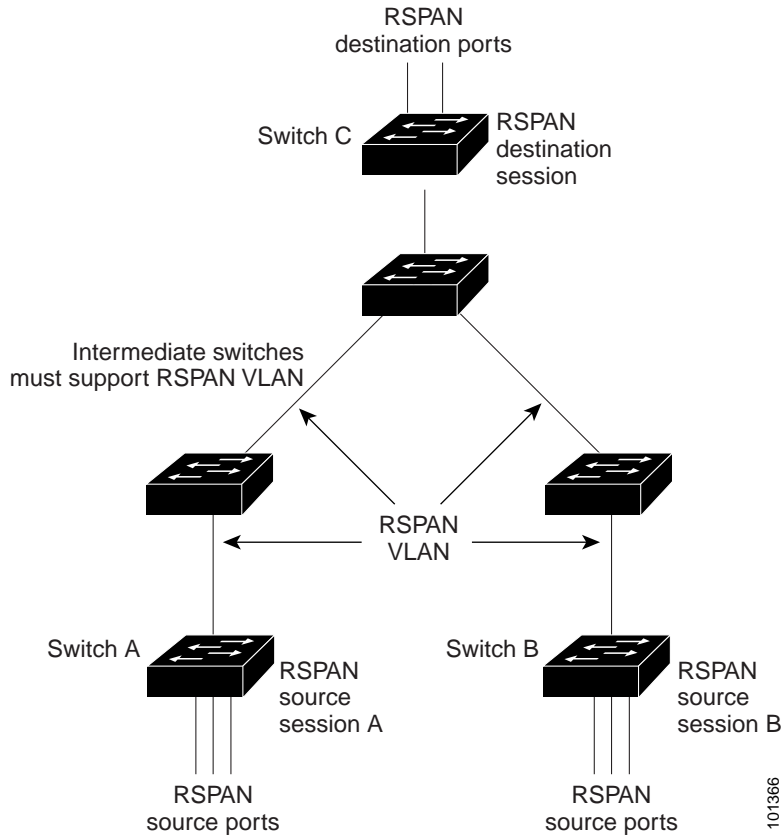 RSPAN
destination ports
Switch C
RSPAN
destination
session
Intermediate switches
must support RSPAN VLAN
RSPAN
VLAN
Switch A
RSPAN
source
session A
Switch B
RSPAN
source
session B
RSPAN
source ports
RSPAN
source ports
101366